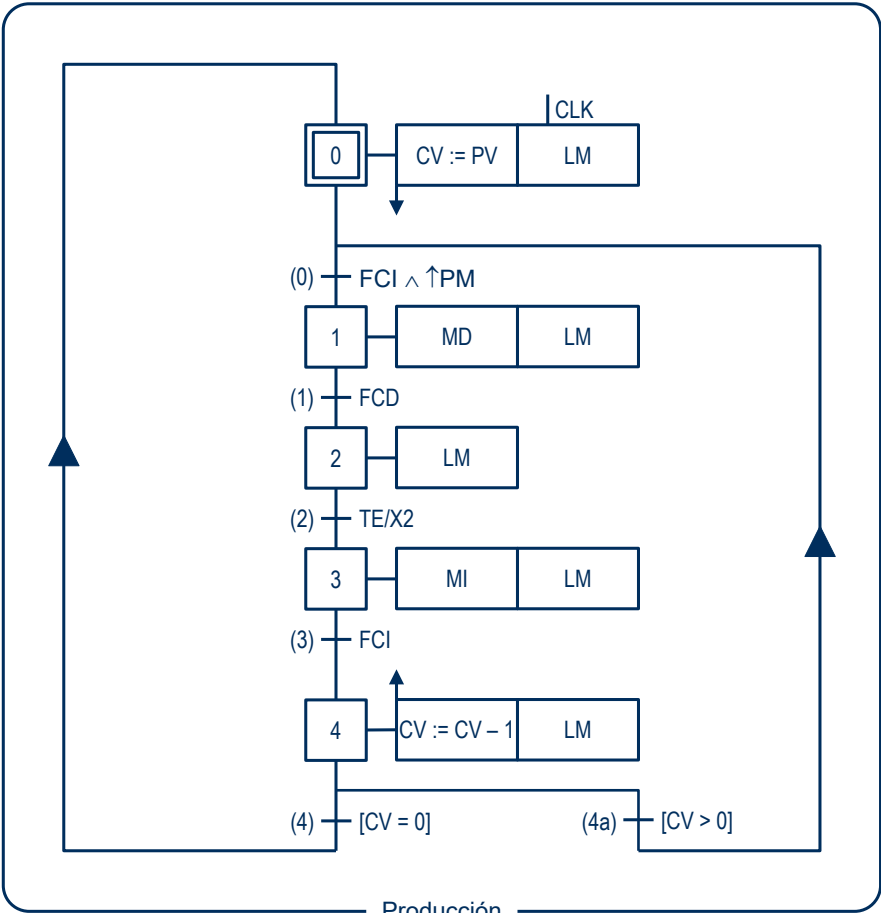 CLK
0 CV := PV LM
(0) FCI ∧ ↑PM
1 MD LM
(1) FCD
2 LM
(2) TE/X2
3 MI LM
(3) FCI
4 CV := CV – 1 LM
(4) [CV = 0] (4a) [CV > 0]
Producción